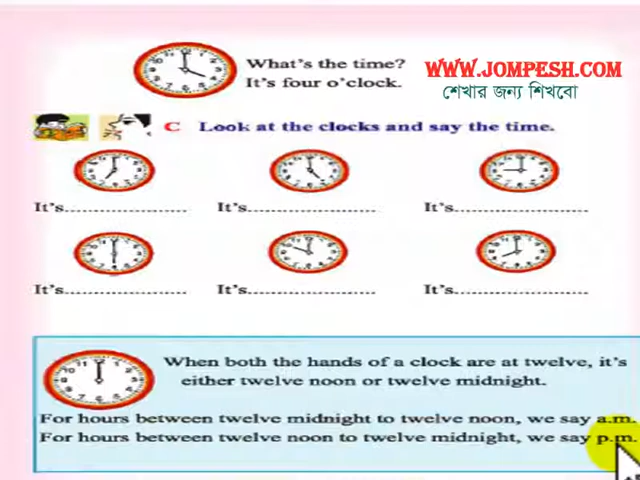 What's the time?
It's four o'clock.
WWW.JOMPESH.COM
শেখার জন্য শিখবো
C Look at the clocks and say the time.
It's.................... It's..................... It's.....................
It's.................... It's..................... It's.....................
When both the hands of a clock are at twelve, it's
either twelve noon or twelve midnight.
For hours between twelve midnight to twelve noon, we say a.m.
For hours between twelve noon to twelve midnight, we say p.m.